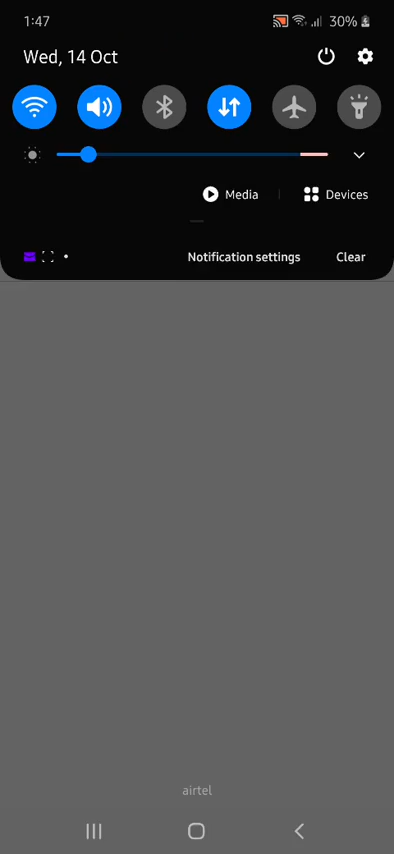 1:47 30%
Wed, 14 Oct
Media Devices
Notification settings Clear
airtel